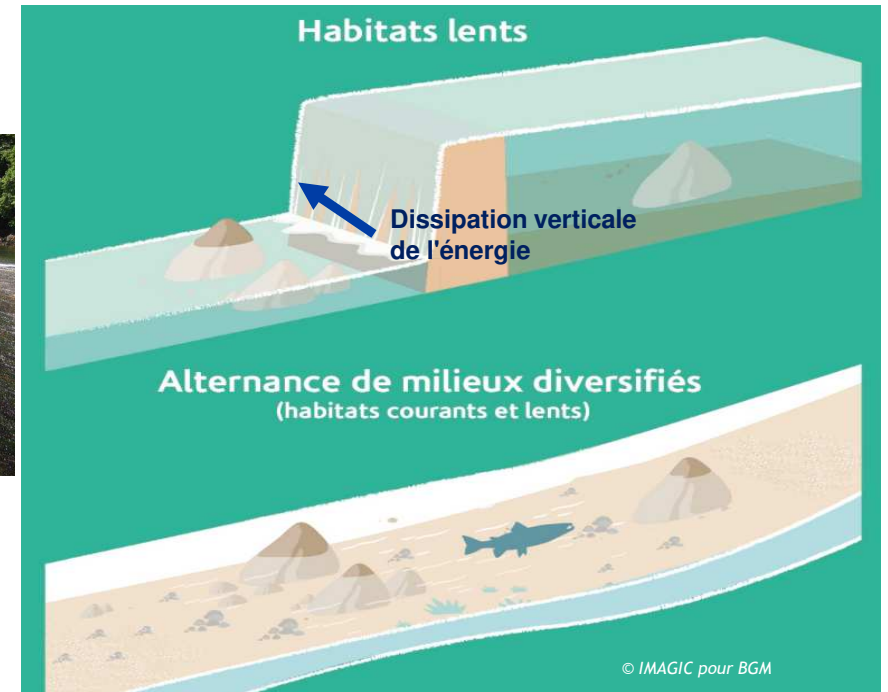 Habitats lents
Dissipation verticale
de l'énergie
Alternance de milieux diversifiés
(habitats courants et lents)
© IMAGIC pour BGM